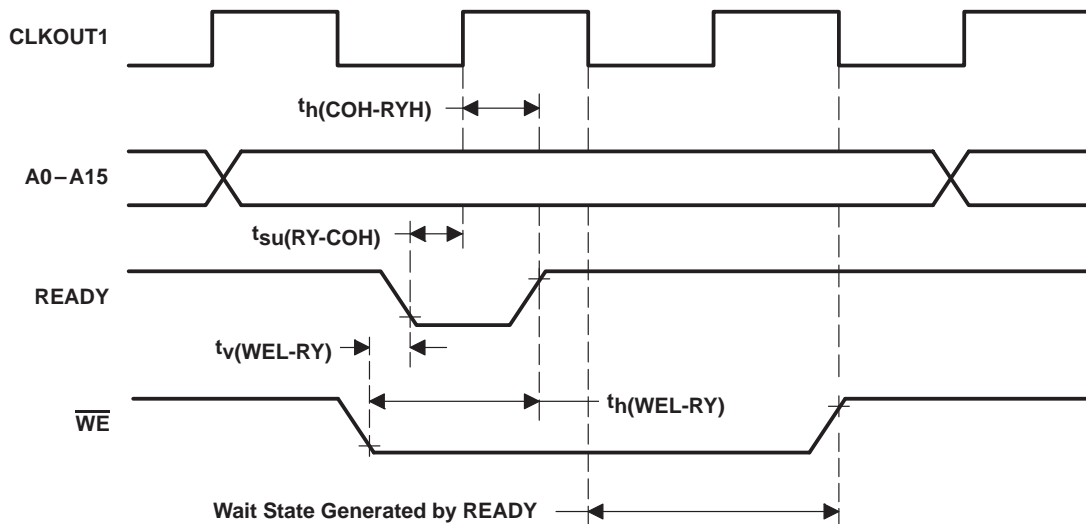 CLKOUT1
th(COH-RYH)
A0–A15
tsu(RY-COH)
READY
tv(WEL-RY)
th(WEL-RY)
WE
Wait State Generated by READY